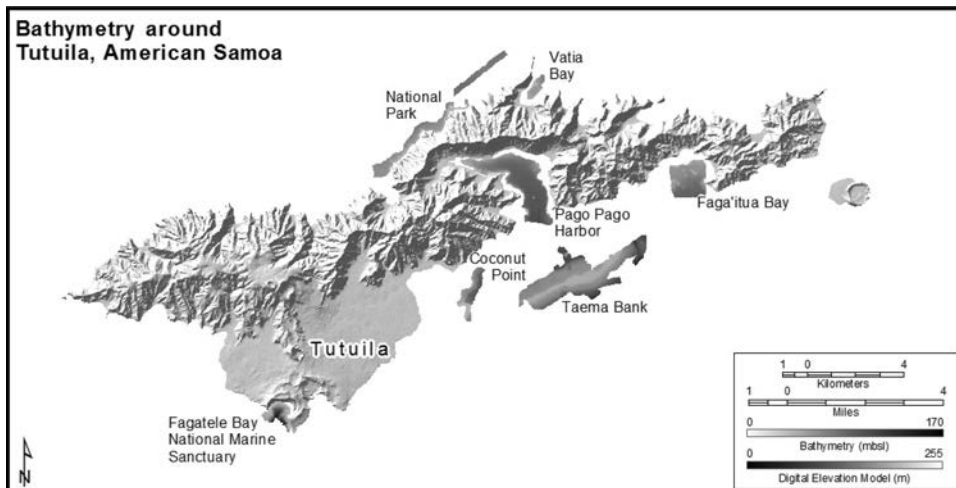 Bathymetry around
Tutuila, American Samoa
Vatia
Bay
National
Park
Faga'itua Bay
Pago Pago
Harbor
Coconut
Point
Taema Bank
Tutuila
Fagatele Bay
National Marine
Sanctuary
N
1 0 4
Kilometers
1 0 4
Miles
0 170
Bathymetry (mbsl)
0 255
Digital Elevation Model (m)